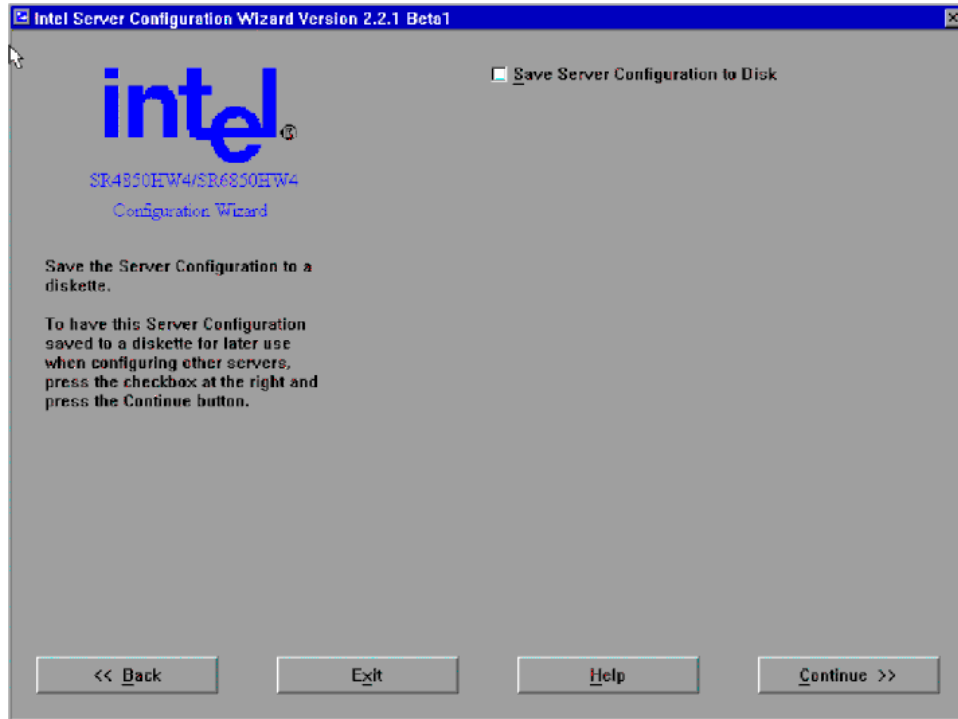 Intel Server Configuration Wizard Version 2.2.1 Beta1
intel®
SR4850HW4/SR6850HW4
Configuration Wizard
Save the Server Configuration to a
diskette.
To have this Server Configuration
saved to a diskette for later use
when configuring other servers,
press the checkbox at the right and
press the Continue button.
Save Server Configuration to Disk
<< Back
Exit
Help
Continue >>